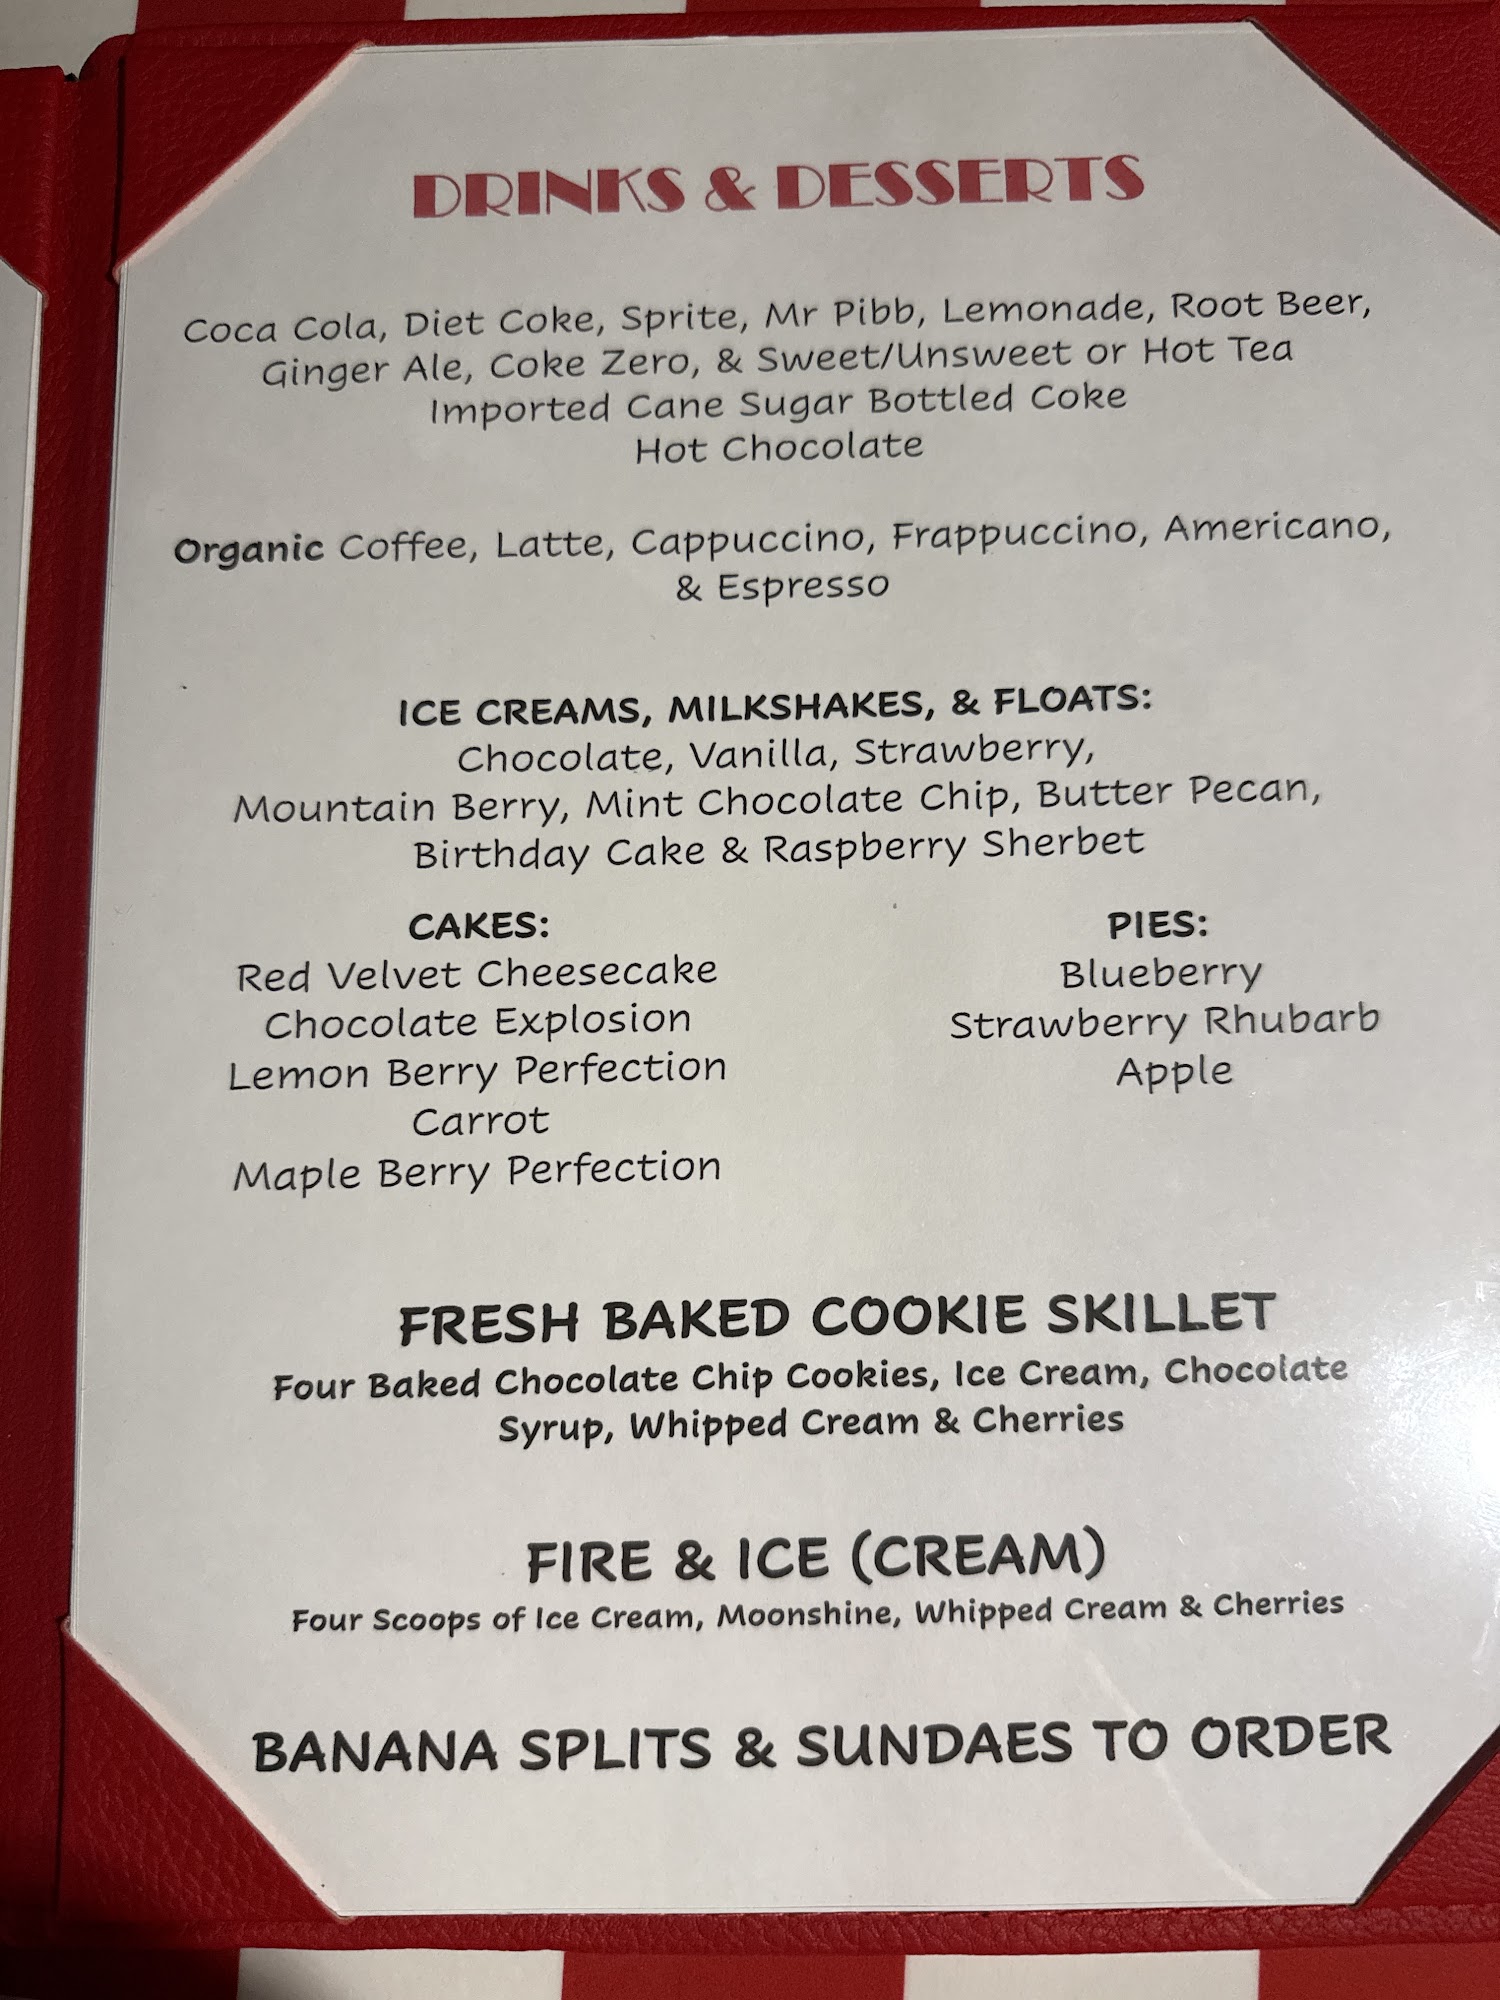 DRINKS & DESSERTS
Coca Cola, Diet Coke, Sprite, Mr Pibb, Lemonade, Root Beer,
Ginger Ale, Coke Zero, & Sweet/Unsweet or Hot Tea
Imported Cane Sugar Bottled Coke
Hot Chocolate
Organic Coffee, Latte, Cappuccino, Frappuccino, Americano,
& Espresso
ICE CREAMS, MILKSHAKES, & FLOATS:
Chocolate, Vanilla, Strawberry,
Mountain Berry, Mint Chocolate Chip, Butter Pecan,
Birthday Cake & Raspberry Sherbet
CAKES:
Red Velvet Cheesecake
Chocolate Explosion
Lemon Berry Perfection
Carrot
Maple Berry Perfection
PIES:
Blueberry
Strawberry Rhubarb
Apple
FRESH BAKED COOKIE SKILLET
Four Baked Chocolate Chip Cookies, Ice Cream, Chocolate
Syrup, Whipped Cream & Cherries
FIRE & ICE (CREAM)
Four Scoops of Ice Cream, Moonshine, Whipped Cream & Cherries
BANANA SPLITS & SUNDAES TO ORDER